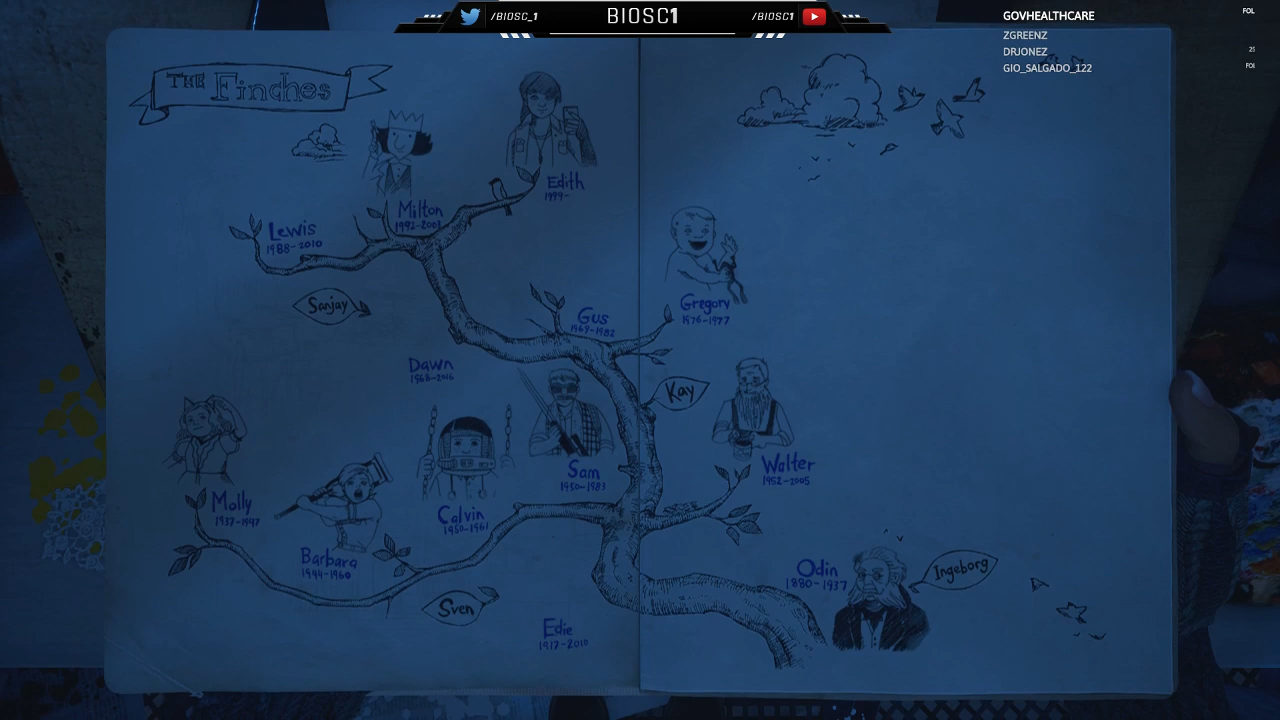 /BIOSC_1
BIOSC1
/BIOSC1
GOVHEALTHCARE
ZGREENZ
DRJONEZ
GIO_SALGADO_122
FOL
THE Finches
Edith
1999-
Milton
1992-2003
Lewis
1988-2010
Sanjay
Gregory
1976-1977
Gus
1969-1982
Dawn
1968-2016
Kay
Sam
1950-1983
Walter
1952-2005
Molly
1937-1947
Calvin
1950-1961
Barbara
1944-1960
Sven
Odin
1880-1937
Ingeborg
Edie
1917-2010